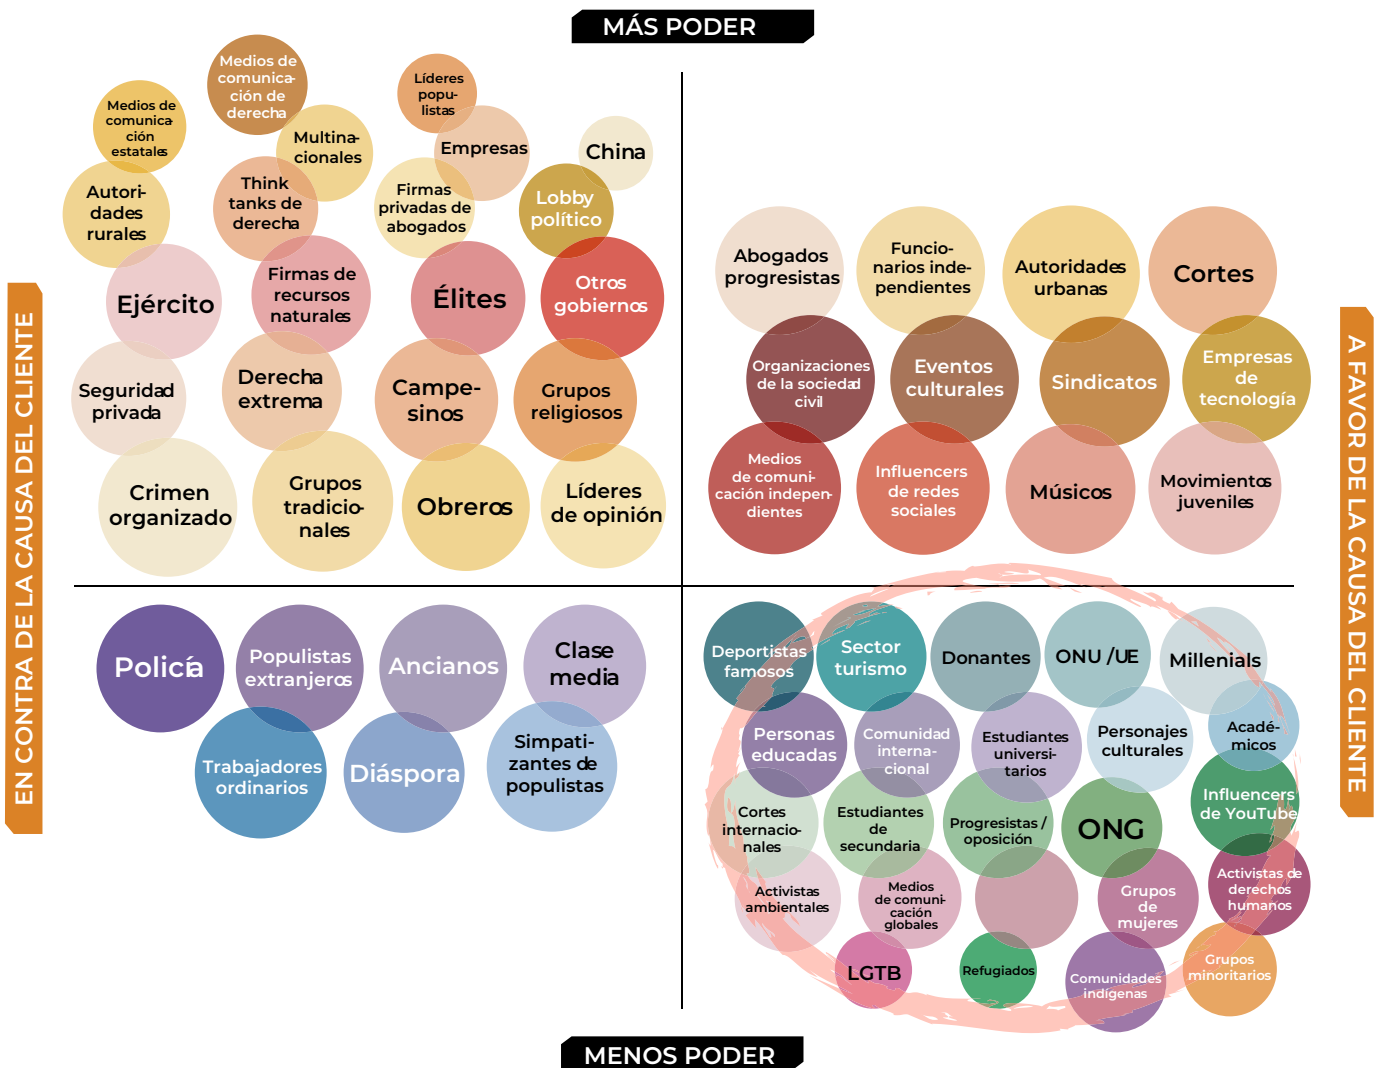 MÁS PODER
EN CONTRA DE LA CAUSA DEL CLIENTE
A FAVOR DE LA CAUSA DEL CLIENTE
Medios de
comunica-
ción de
derecha
Líderes
popu-
listas
Medios de
comunica-
ción
estatales
Multina-
cionales
Empresas
China
Autori-
dades
rurales
Think
tanks de
derecha
Firmas
privadas de
abogados
Lobby
político
Ejército
Firmas de
recursos
naturales
Élites
Otros
gobiernos
Seguridad
privada
Derecha
extrema
Campe-
sinos
Grupos
religiosos
Crimen
organizado
Grupos
tradicio-
nales
Obreros
Líderes
de opinión
Abogados
progresistas
Funcio-
narios inde-
pendientes
Autoridades
urbanas
Cortes
Organizaciones
de la sociedad
civil
Eventos
culturales
Sindicatos
Empresas
de
tecnología
Medios
de comuni-
cación indepen-
dientes
Influencers
de redes
sociales
Músicos
Movimientos
juveniles
Policía
Populistas
extranjeros
Ancianos
Clase
media
Trabajadores
ordinarios
Diáspora
Simpati-
zantes de
populistas
Deportistas
famosos
Sector
turismo
Donantes
ONU /UE
Millenials
Personas
educadas
Comunidad
interna-
cional
Estudiantes
universi-
tarios
Personajes
culturales
Acadé-
micos
Cortes
internacio-
nales
Estudiantes
de
secundaria
Progresistas /
oposición
ONG
Influencers
de YouTube
Activistas
ambientales
Medios
de comuni-
cación
globales
Grupos
de
mujeres
Activistas de
derechos
humanos
LGTB
Refugiados
Comunidades
indígenas
Grupos
minoritarios
MENOS PODER